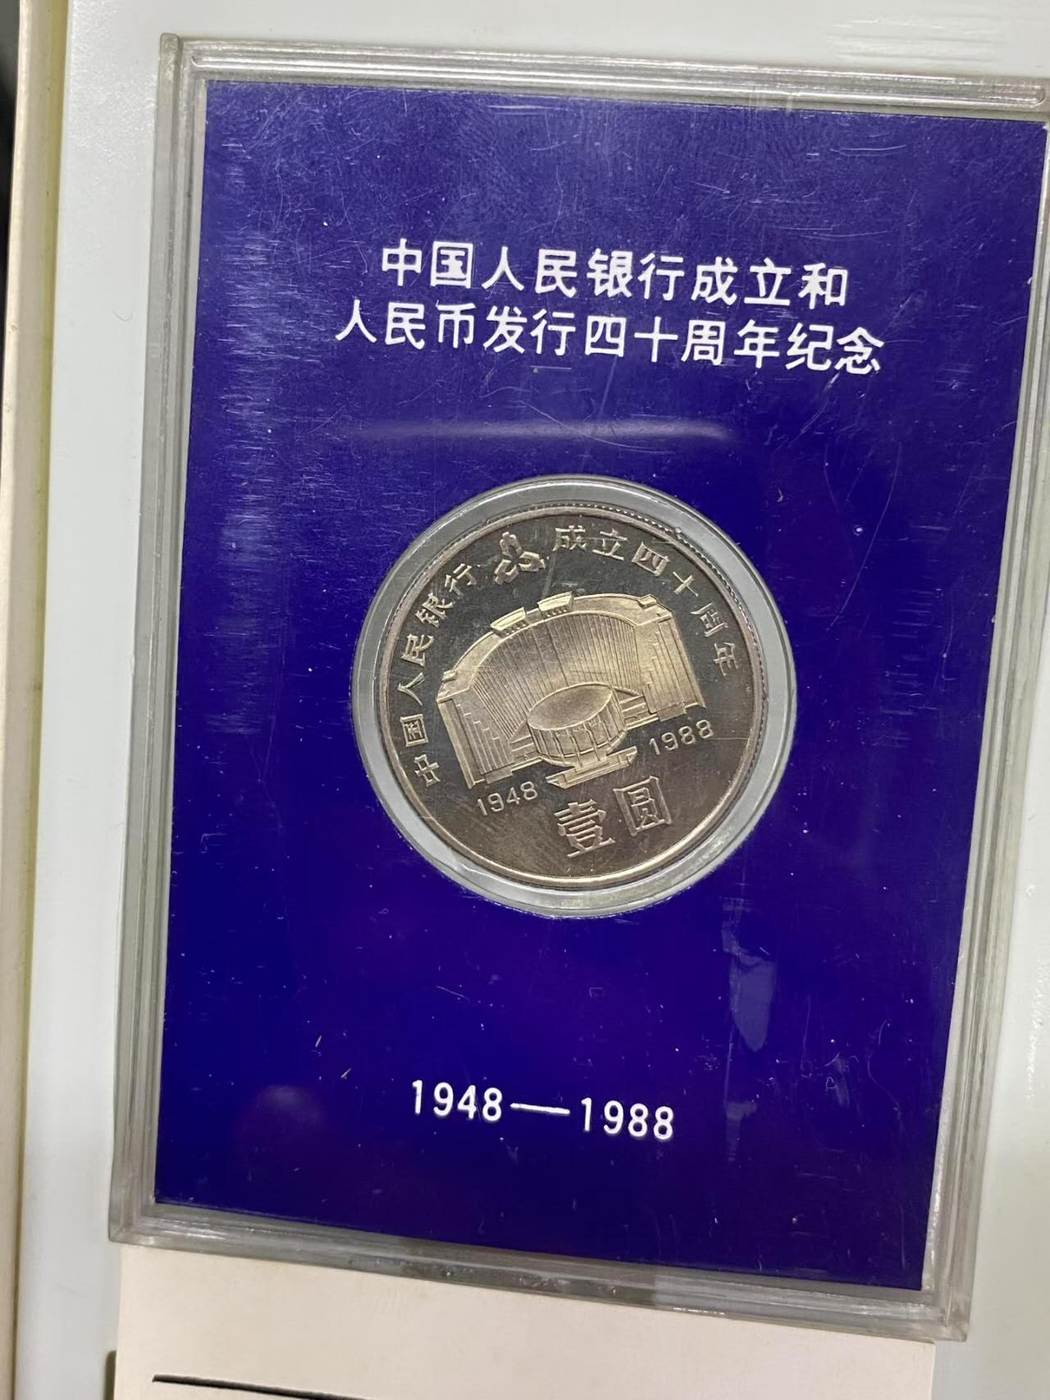 中国人民银行成立和
人民币发行四十周年纪念
中国人民银行 成立四十周年
1948 1988
壹圆
1948—1988